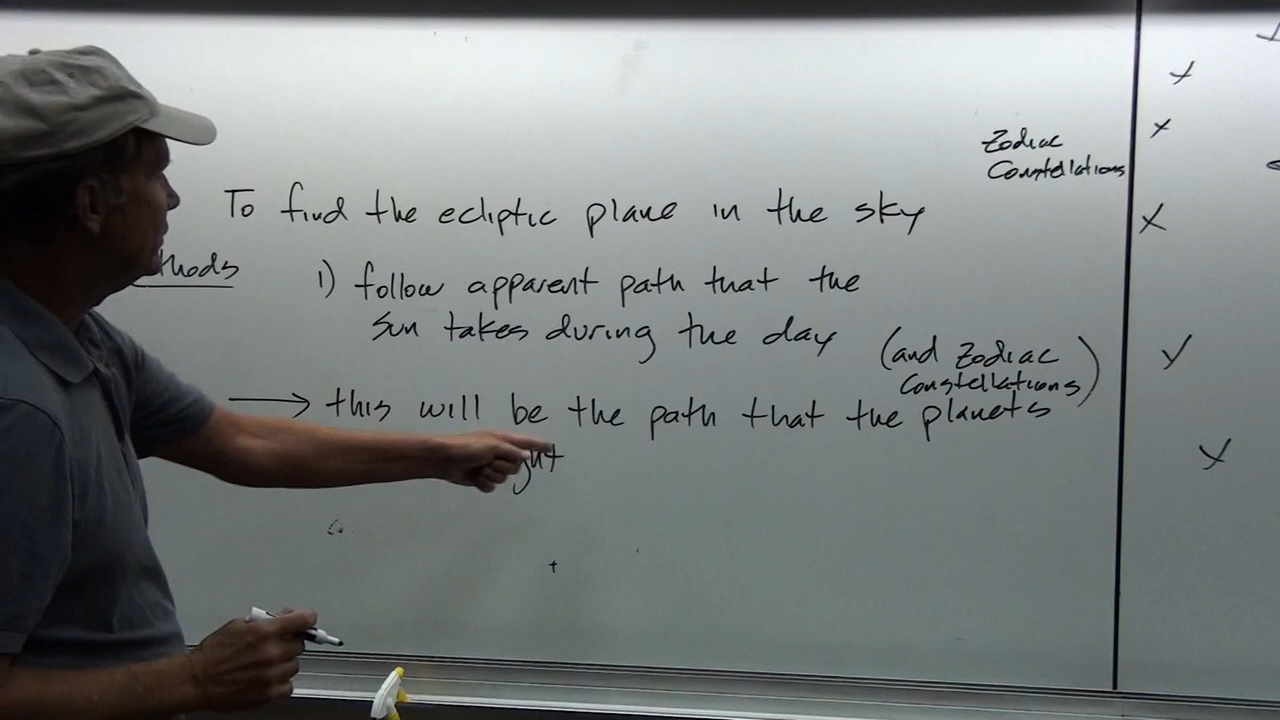 Zodiac
Constellations
To find the ecliptic plane in the sky
thods
1) follow apparent path that the
sun takes during the day
(and Zodiac
Constellations)
→ this will be the path that the planets
ght